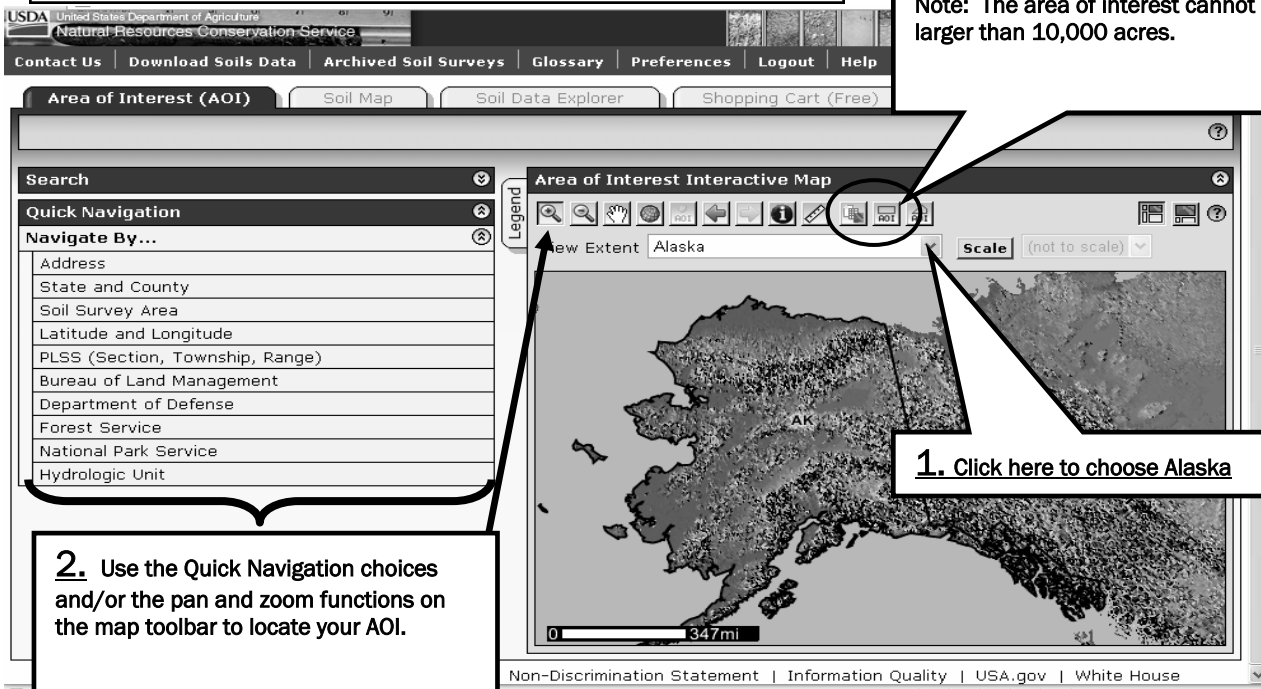 USDA United States Department of Agriculture
Natural Resources Conservation Service
Note: The area of interest cannot
larger than 10,000 acres.
Contact Us | Download Soils Data | Archived Soil Surveys | Glossary | Preferences | Logout | Help
Area of Interest (AOI)
Soil Map
Soil Data Explorer
Shopping Cart (Free)
Search
Quick Navigation
Navigate By...
Address
State and County
Soil Survey Area
Latitude and Longitude
PLSS (Section, Township, Range)
Bureau of Land Management
Department of Defense
Forest Service
National Park Service
Hydrologic Unit
Legend
Area of Interest Interactive Map
AOI
AOI
AOI
View Extent Alaska
Scale (not to scale)
AK
1. Click here to choose Alaska
2. Use the Quick Navigation choices
and/or the pan and zoom functions on
the map toolbar to locate your AOI.
0 347mi
Non-Discrimination Statement | Information Quality | USA.gov | White House